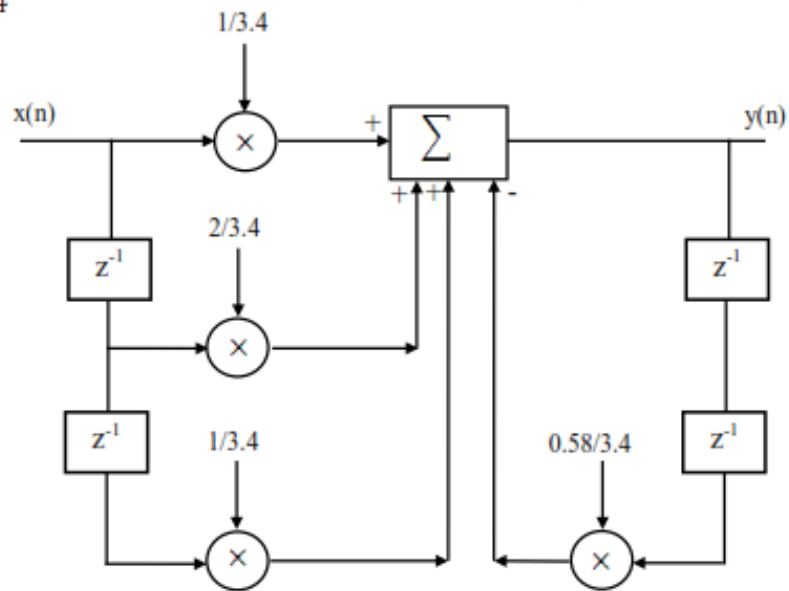 1/3.4
x(n)
×
+
∑
y(n)
+ +
-
2/3.4
z⁻¹
×
z⁻¹
z⁻¹
1/3.4
×
0.58/3.4
×
z⁻¹